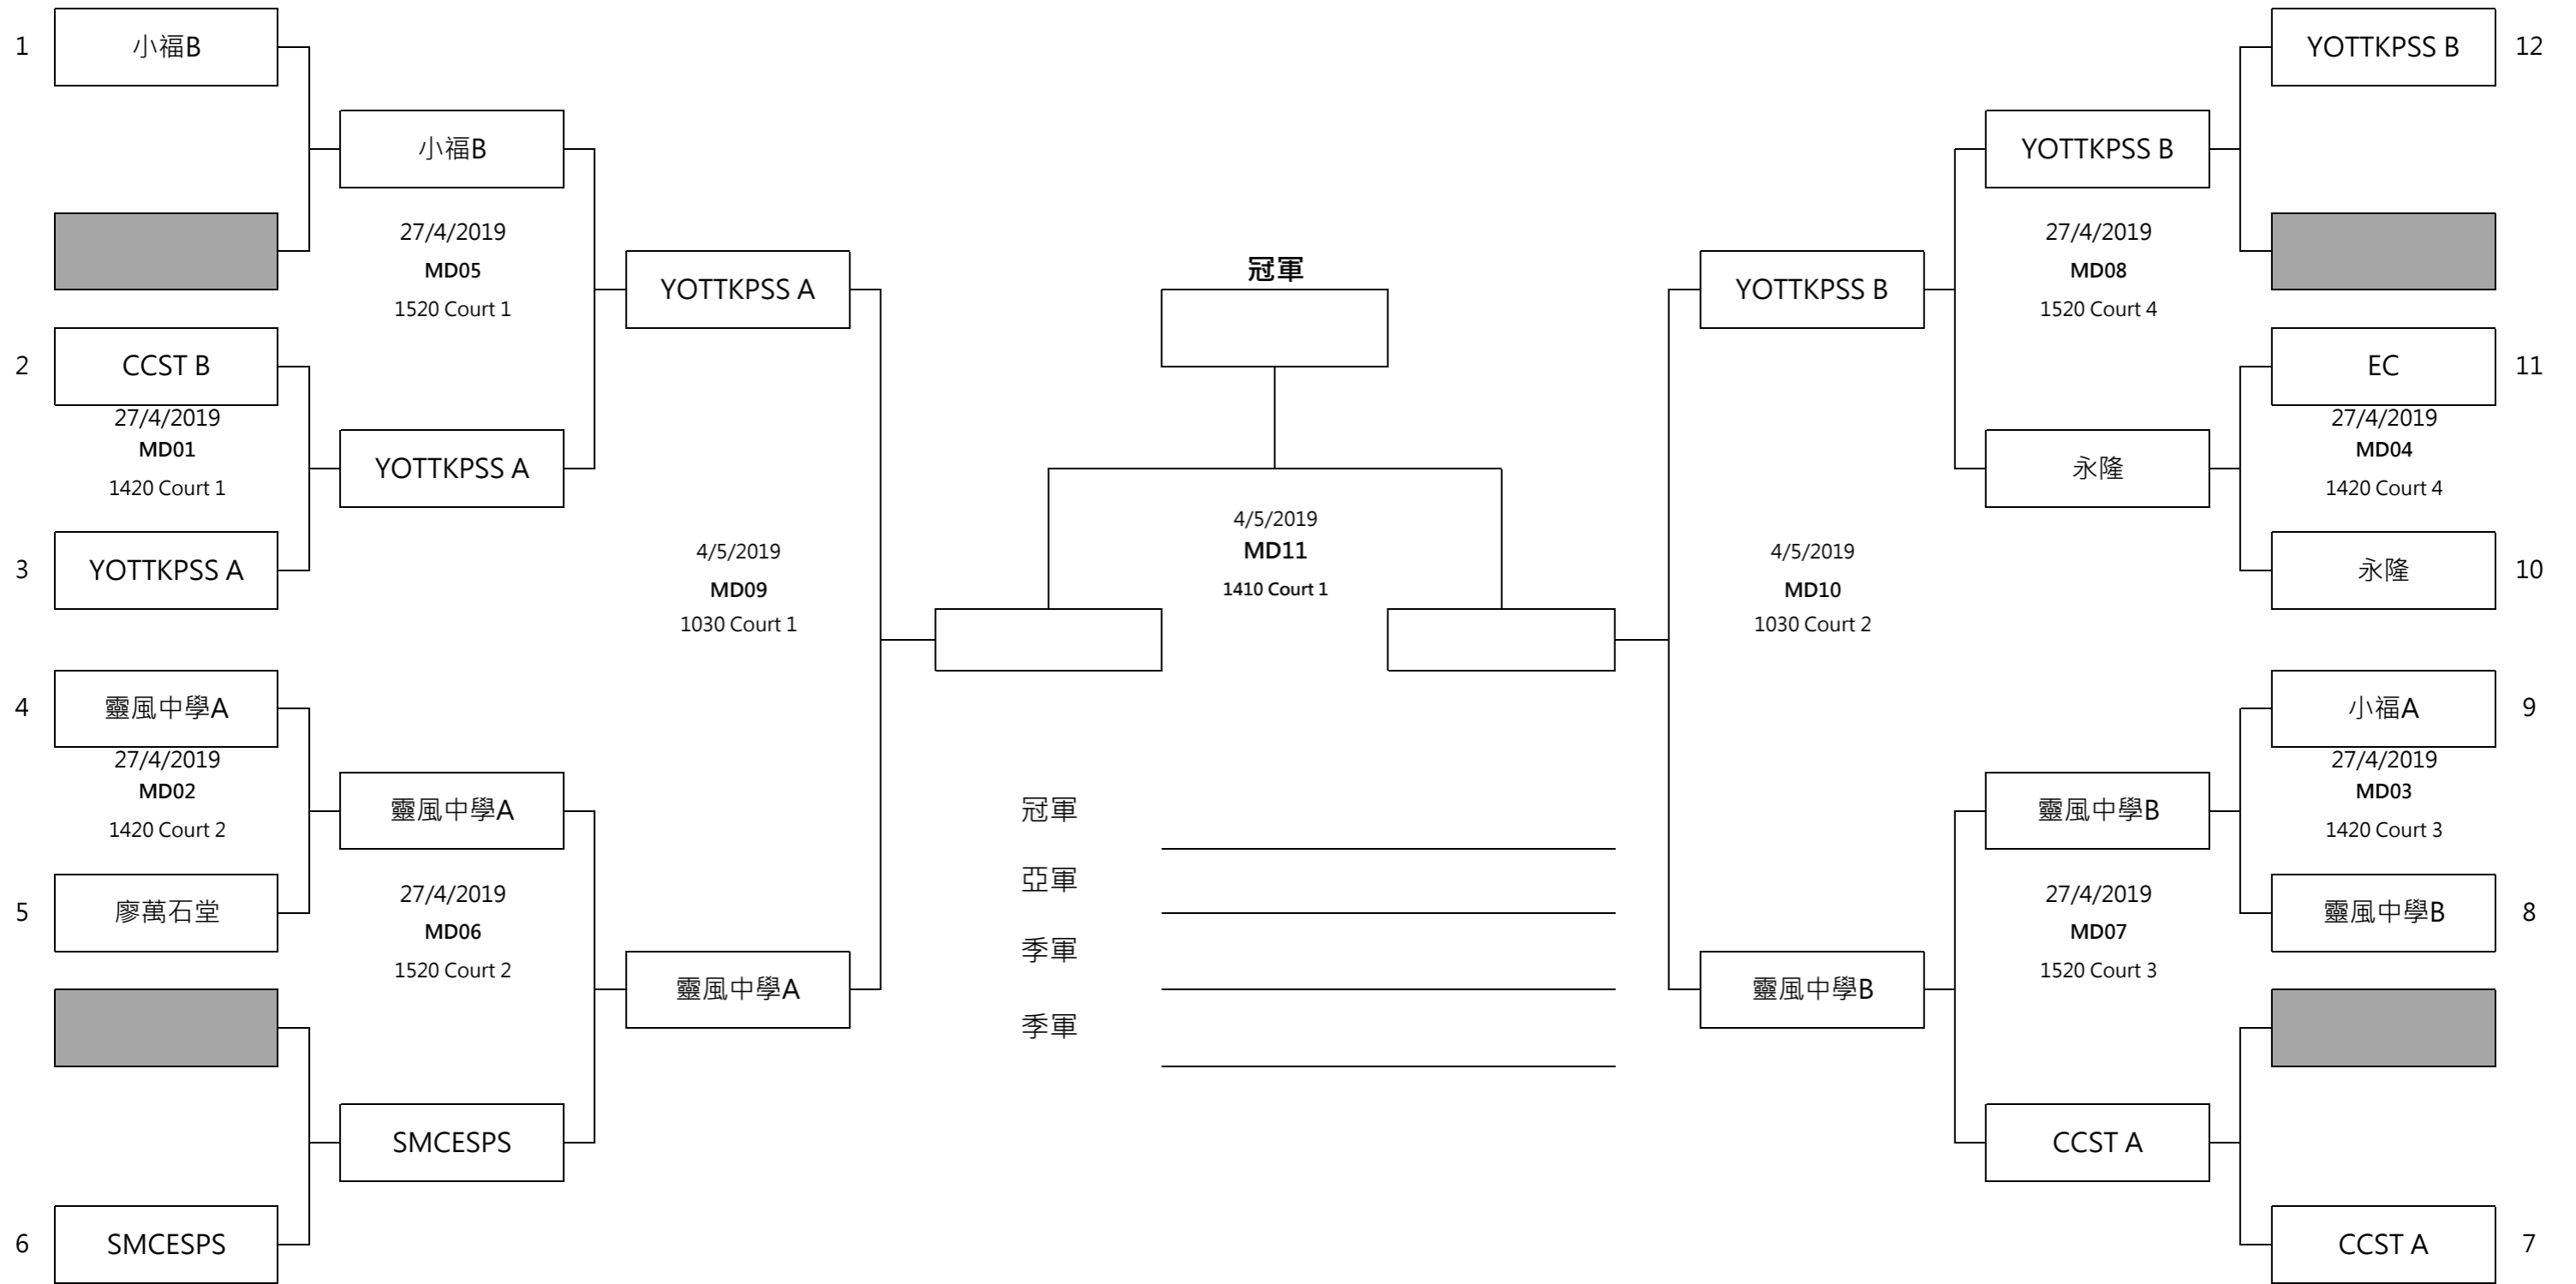 1
小福B
小福B
27/4/2019
MD05
1520 Court 1
2
CCST B
27/4/2019
MD01
1420 Court 1
YOTTKPSS A
3
YOTTKPSS A
YOTTKPSS A
4/5/2019
MD09
1030 Court 1
4
靈風中學A
27/4/2019
MD02
1420 Court 2
靈風中學A
5
廖萬石堂
27/4/2019
MD06
1520 Court 2
靈風中學A
SMCESPS
6
SMCESPS
冠軍
4/5/2019
MD11
1410 Court 1
冠軍
亞軍
季軍
季軍
YOTTKPSS B
12
YOTTKPSS B
27/4/2019
MD08
1520 Court 4
YOTTKPSS B
EC
11
27/4/2019
MD04
1420 Court 4
永隆
永隆
10
4/5/2019
MD10
1030 Court 2
小福A
9
27/4/2019
MD03
1420 Court 3
靈風中學B
靈風中學B
8
27/4/2019
MD07
1520 Court 3
靈風中學B
CCST A
CCST A
7